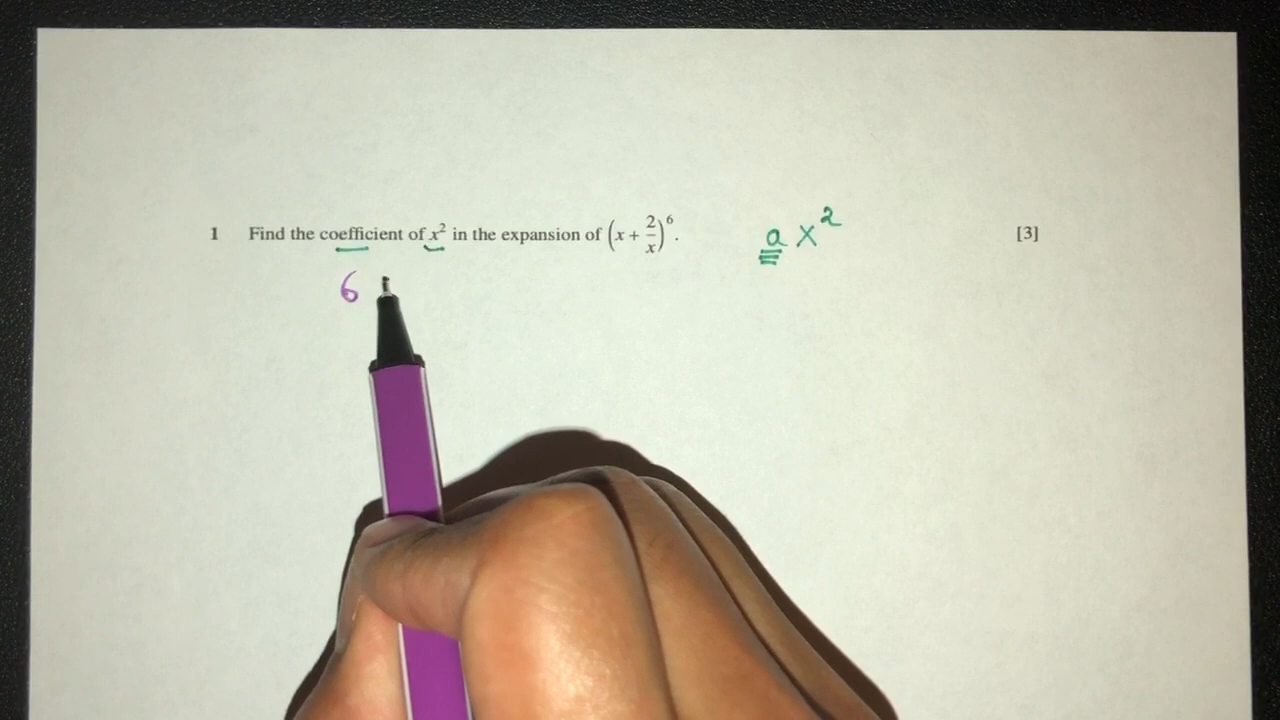 1 Find the coefficient of x² in the expansion of (x + 2/x)⁶. a x² [3]
6